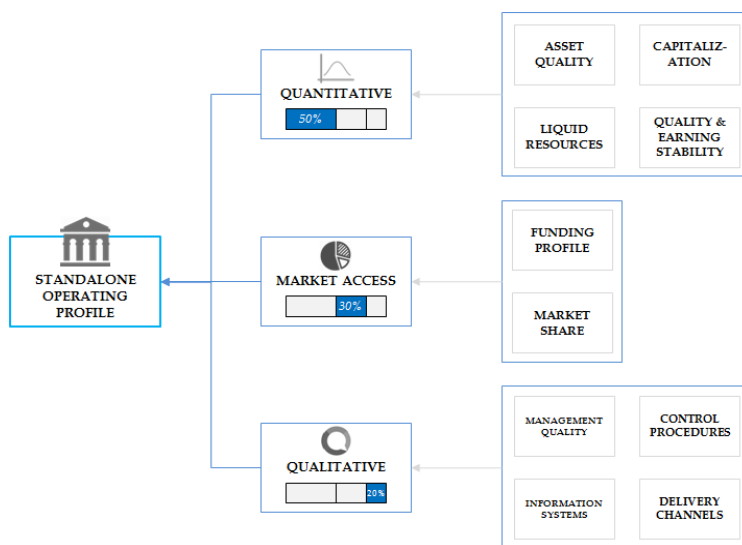 ASSET
QUALITY
CAPITALIZ-
ATION
QUANTITATIVE
50%
LIQUID
RESOURCES
QUALITY &
EARNING
STABILITY
STANDALONE
OPERATING
PROFILE
MARKET ACCESS
30%
FUNDING
PROFILE
MARKET
SHARE
QUALITATIVE
20%
MANAGEMENT
QUALITY
CONTROL
PROCEDURES
INFORMATION
SYSTEMS
DELIVERY
CHANNELS